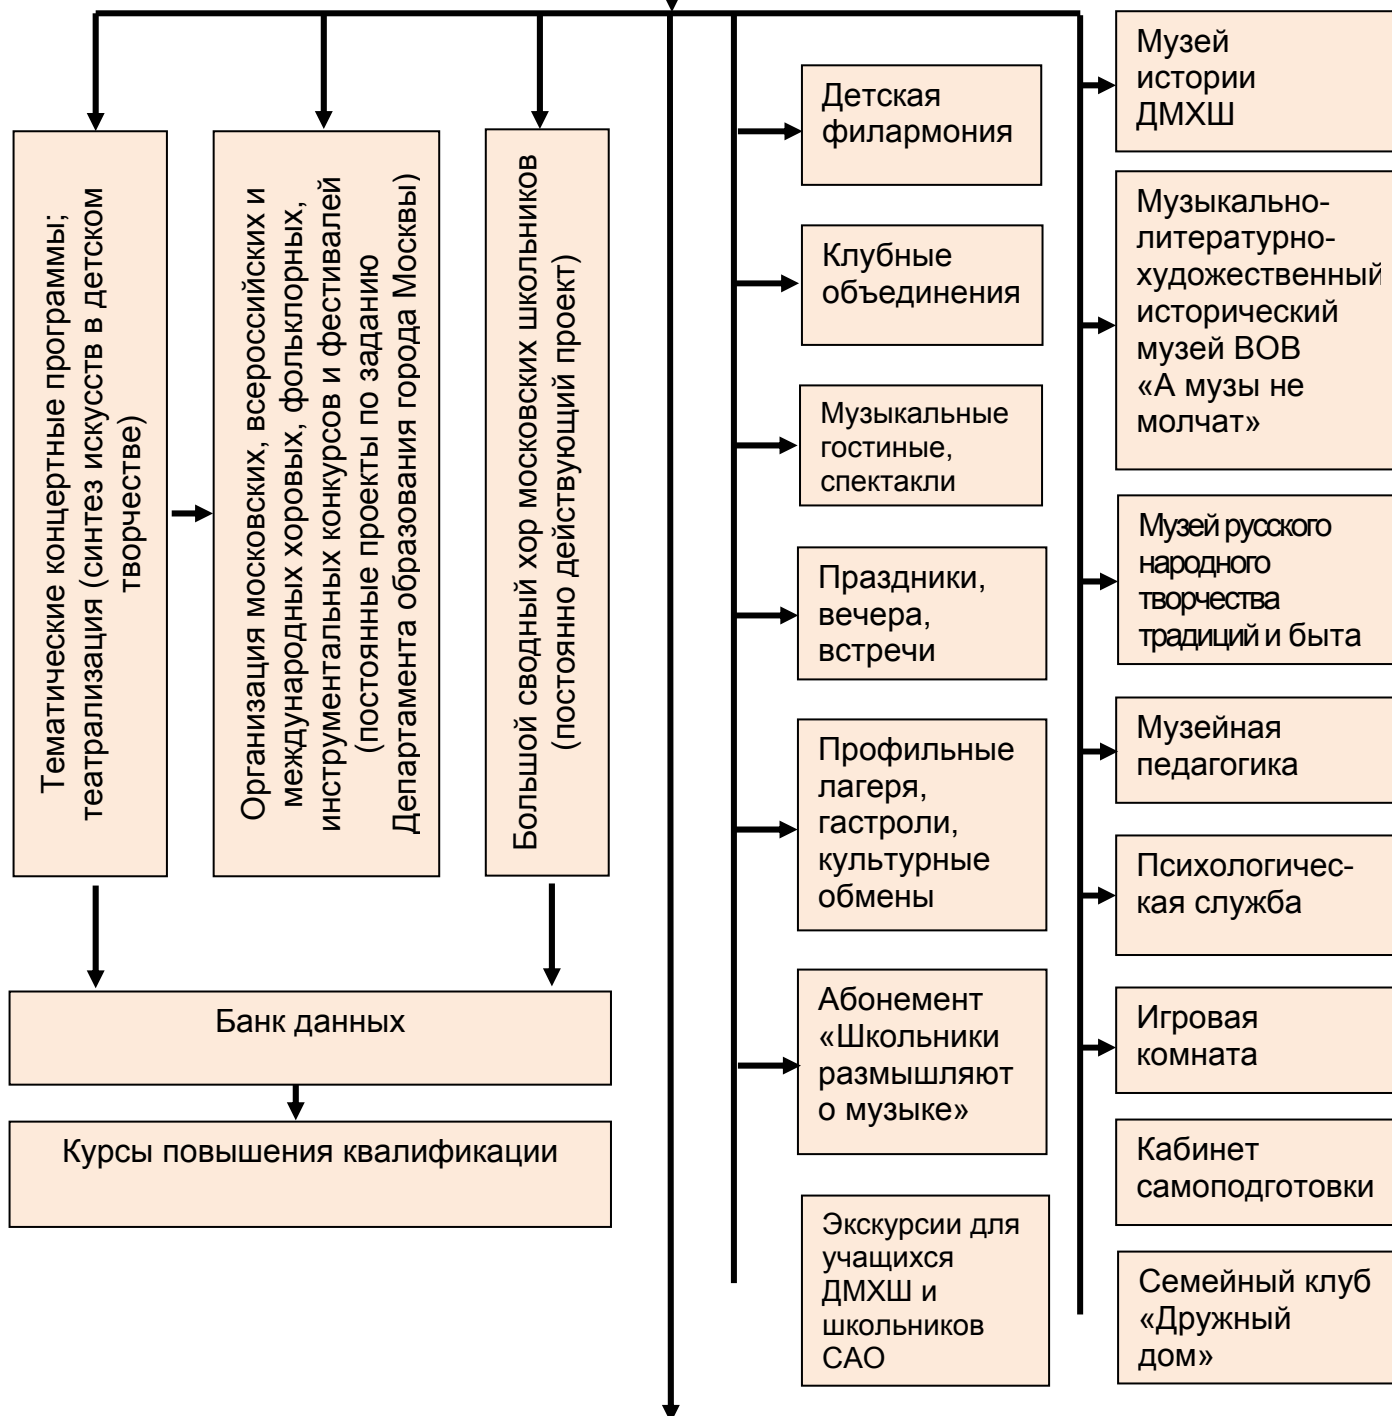 Тематические концертные программы;
театрализация (синтез искусств в детском
творчестве)
Организация московских, всероссийских и
международных хоровых, фольклорных,
инструментальных конкурсов и фестивалей
(постоянные проекты по заданию
Департамента образования города Москвы)
Большой сводный хор московских школьников
(постоянно действующий проект)
Банк данных
Курсы повышения квалификации
Детская
филармония
Клубные
объединения
Музыкальные
гостиные,
спектакли
Праздники,
вечера,
встречи
Профильные
лагеря,
гастроли,
культурные
обмены
Абонемент
«Школьники
размышляют
о музыке»
Экскурсии для
учащихся
ДМХШ и
школьников
САО
Музей
истории
ДМХШ
Музыкально-
литературно-
художественный
исторический
музей ВОВ
«А музы не
молчат»
Музей русского
народного
творчества
традиций и быта
Музейная
педагогика
Психологичес-
кая служба
Игровая
комната
Кабинет
самоподготовки
Семейный клуб
«Дружный
дом»